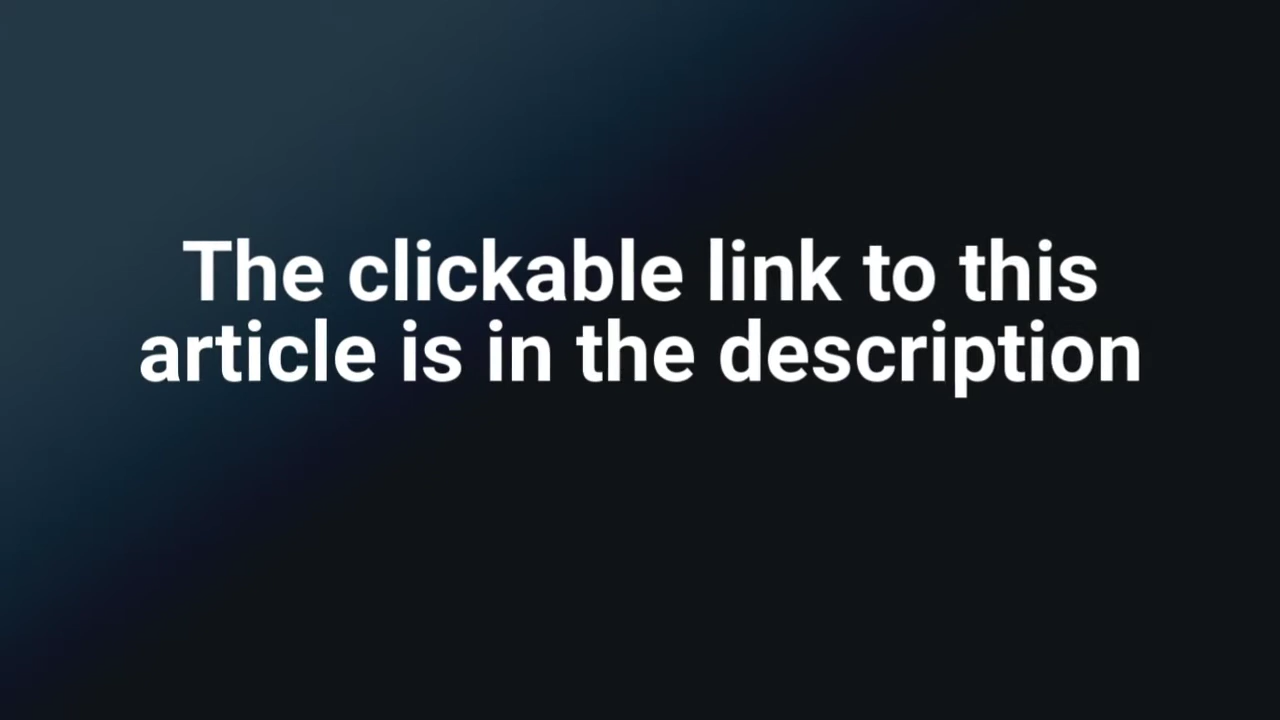 The clickable link to this
article is in the description